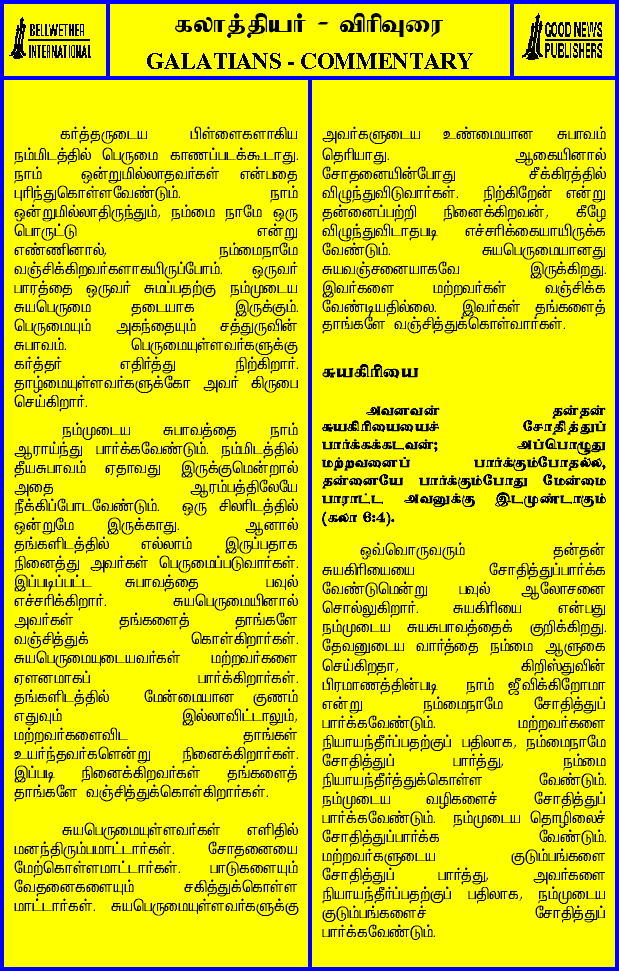 BELLWETHER
INTERNATIONAL
கலாத்தியர் - விரிவுரை
GALATIANS - COMMENTARY
GOOD NEWS
PUBLISHERS
கர்த்தருடைய பிள்ளைகளாகிய
நம்மிடத்தில் பெருமை காணப்படக்கூடாது.
நாம் ஒன்றுமில்லாதவர்கள் என்பதை
புரிந்துகொள்ளவேண்டும். நாம்
ஒன்றுமில்லாதிருந்தும், நம்மை நாமே ஒரு
பொருட்டு என்று
எண்ணினால், நம்மைநாமே
வஞ்சிக்கிறவர்களாகயிருப்போம். ஒருவர்
பாரத்தை ஒருவர் சுமப்பதற்கு நம்முடைய
சுயபெருமை தடையாக இருக்கும்.
பெருமையும் அகந்தையும் சத்துருவின்
சுபாவம். பெருமையுள்ளவர்களுக்கு
கர்த்தர் எதிர்த்து நிற்கிறார்.
தாழ்மையுள்ளவர்களுக்கோ அவர் கிருபை
செய்கிறார்.
நம்முடைய சுபாவத்தை நாம்
ஆராய்ந்து பார்க்கவேண்டும். நம்மிடத்தில்
தீயசுபாவம் ஏதாவது இருக்குமென்றால்
அதை ஆரம்பத்திலேயே
நீக்கிப்போடவேண்டும். ஒரு சிலரிடத்தில்
ஒன்றுமே இருக்காது. ஆனால்
தங்களிடத்தில் எல்லாம் இருப்பதாக
நினைத்து அவர்கள் பெருமைப்படுவார்கள்.
இப்படிப்பட்ட சுபாவத்தை பவுல்
எச்சரிக்கிறார். சுயபெருமையினால்
அவர்கள் தங்களைத் தாங்களே
வஞ்சித்துக் கொள்கிறார்கள்.
சுயபெருமையுடையவர்கள் மற்றவர்களை
ஏளனமாகப் பார்க்கிறார்கள்.
தங்களிடத்தில் மேன்மையான குணம்
எதுவும் இல்லாவிட்டாலும்,
மற்றவர்களைவிட தாங்கள்
உயர்ந்தவர்களென்று நினைக்கிறார்கள்.
இப்படி நினைக்கிறவர்கள் தங்களைத்
தாங்களே வஞ்சித்துக்கொள்கிறார்கள்.
சுயபெருமையுள்ளவர்கள் எளிதில்
மனந்திரும்பமாட்டார்கள். சோதனையை
மேற்கொள்ளமாட்டார்கள். பாடுகளையும்
வேதனைகளையும் சகித்துக்கொள்ள
மாட்டார்கள். சுயபெருமையுள்ளவர்களுக்கு
அவர்களுடைய உண்மையான சுபாவம்
தெரியாது. ஆகையினால்
சோதனையின்போது சீக்கிரத்தில்
விழுந்துவிடுவார்கள். நிற்கிறேன் என்று
தன்னைப்பற்றி நினைக்கிறவன், கீழே
விழுந்துவிடாதபடி எச்சரிக்கையாயிருக்க
வேண்டும். சுயபெருமையானது
சுயவஞ்சனையாகவே இருக்கிறது.
இவர்களை மற்றவர்கள் வஞ்சிக்க
வேண்டியதில்லை. இவர்கள் தங்களைத்
தாங்களே வஞ்சித்துக்கொள்வார்கள்.
சுயகிரியை
அவனவன் தன்தன்
சுயகிரியையைச் சோதித்துப்
பார்க்கக்கடவன்; அப்பொழுது
மற்றவனைப் பார்க்கும்போதல்ல,
தன்னையே பார்க்கும்போது மேன்மை
பாராட்ட அவனுக்கு இடமுண்டாகும்
(கலா 6:4).
ஒவ்வொருவரும் தன்தன்
சுயகிரியையை சோதித்துப்பார்க்க
வேண்டுமென்று பவுல் ஆலோசனை
சொல்லுகிறார். சுயகிரியை என்பது
நம்முடைய சுயசுபாவத்தைக் குறிக்கிறது.
தேவனுடைய வார்த்தை நம்மை ஆளுகை
செய்கிறதா, கிறிஸ்துவின்
பிரமாணத்தின்படி நாம் ஜீவிக்கிறோமா
என்று நம்மைநாமே சோதித்துப்
பார்க்கவேண்டும். மற்றவர்களை
நியாயந்தீர்ப்பதற்குப் பதிலாக, நம்மைநாமே
சோதித்துப் பார்த்து, நம்மை
நியாயந்தீர்த்துக்கொள்ள வேண்டும்.
நம்முடைய வழிகளைச் சோதித்துப்
பார்க்கவேண்டும். நம்முடைய தொழிலைச்
சோதித்துப்பார்க்க வேண்டும்.
மற்றவர்களுடைய குடும்பங்களை
சோதித்துப் பார்த்து, அவர்களை
நியாயந்தீர்ப்பதற்குப் பதிலாக, நம்முடைய
குடும்பங்களைச் சோதித்துப்
பார்க்கவேண்டும்.